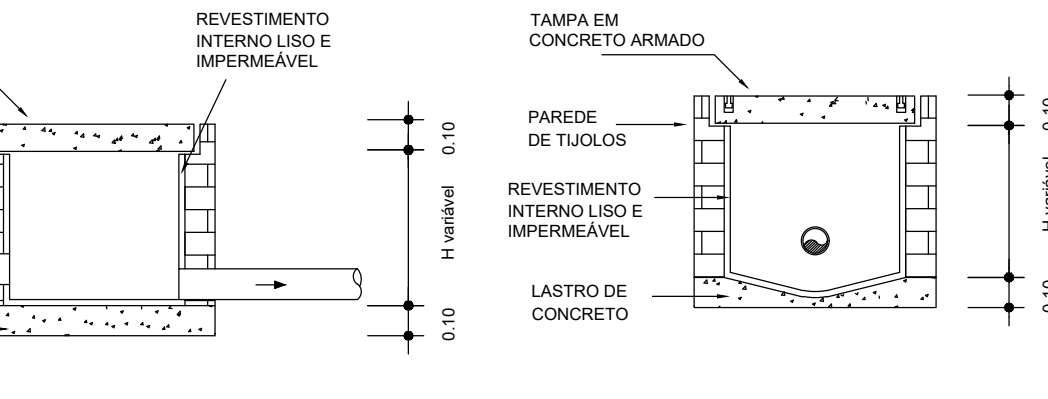 REVESTIMENTO
INTERNO LISO E
IMPERMEÁVEL
0.10
H variável
0.10
TAMPA EM
CONCRETO ARMADO
PAREDE
DE TIJOLOS
REVESTIMENTO
INTERNO LISO E
IMPERMEÁVEL
LASTRO DE
CONCRETO
0.10
H variável
0.10